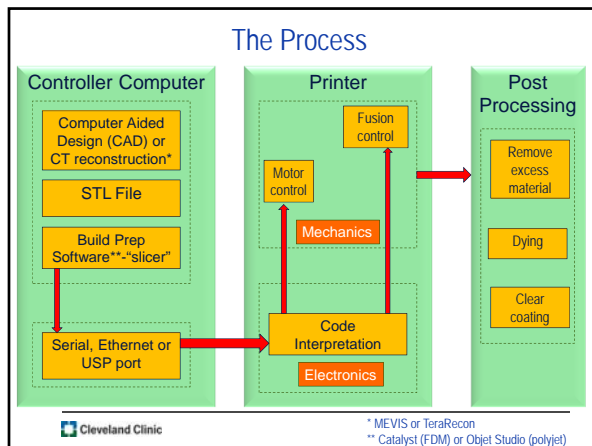 The Process
Controller Computer
Computer Aided
Design (CAD) or
CT reconstruction*
STL File
Build Prep
Software**-“slicer”
Serial, Ethernet or
USP port
Printer
Fusion
control
Motor
control
Mechanics
Code
Interpretation
Electronics
Post
Processing
Remove
excess
material
Dying
Clear
coating
Cleveland Clinic
* MEVIS or TeraRecon
** Catalyst (FDM) or Objet Studio (polyjet)